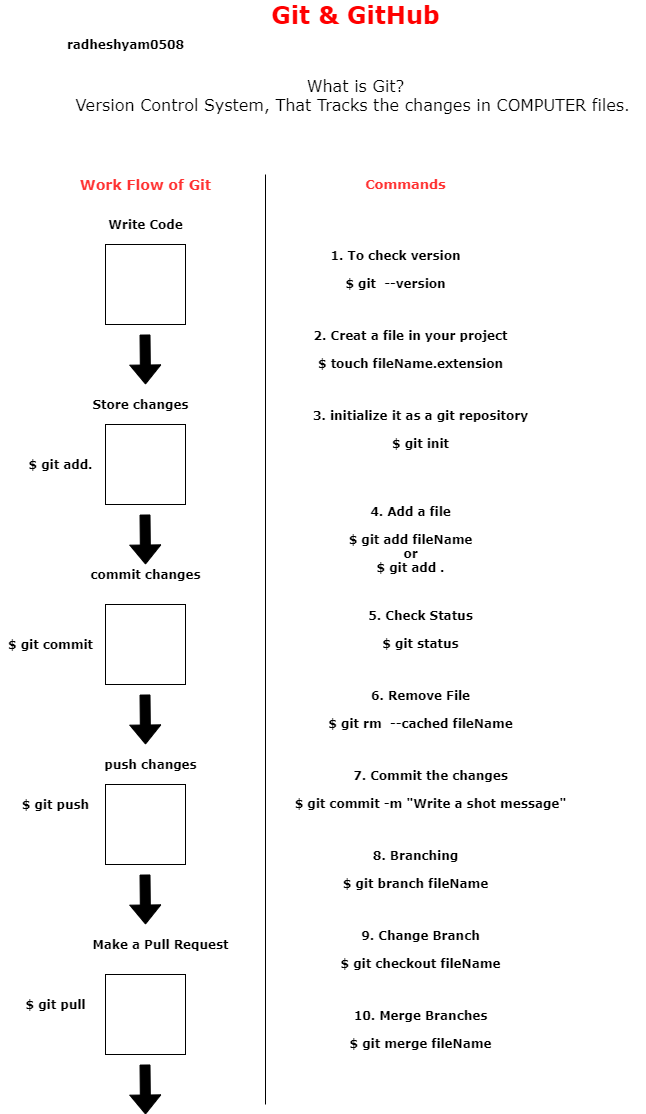 Git & GitHub
radheshyam0508
What is Git?
Version Control System, That Tracks the changes in COMPUTER files.
Work Flow of Git
Write Code
Store changes
$ git add.
commit changes
$ git commit
push changes
$ git push
Make a Pull Request
$ git pull
Commands
1. To check version
$ git  --version
2. Creat a file in your project
$ touch fileName.extension
3. initialize it as a git repository
$ git init
4. Add a file
$ git add fileName
or
$ git add .
5. Check Status
$ git status
6. Remove File
$ git rm  --cached fileName
7. Commit the changes
$ git commit -m "Write a shot message"
8. Branching
$ git branch fileName
9. Change Branch
$ git checkout fileName
10. Merge Branches
$ git merge fileName